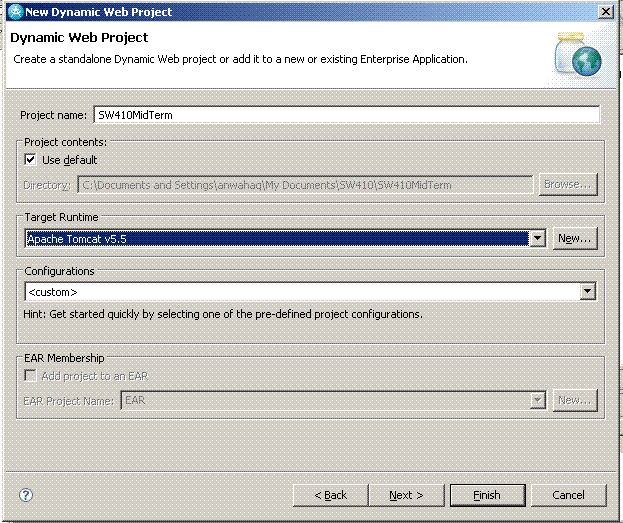 New Dynamic Web Project
Dynamic Web Project
Create a standalone Dynamic Web project or add it to a new or existing Enterprise Application.
Project name: SW410MidTerm
Project contents:
Use default
Directory: C:\Documents and Settings\anwahaq\My Documents\SW410\SW410MidTerm Browse...
Target Runtime
Apache Tomcat v5.5 New...
Configurations
<custom>
Hint: Get started quickly by selecting one of the pre-defined project configurations.
EAR Membership
Add project to an EAR
EAR Project Name: EAR New...
? < Back Next > Finish Cancel